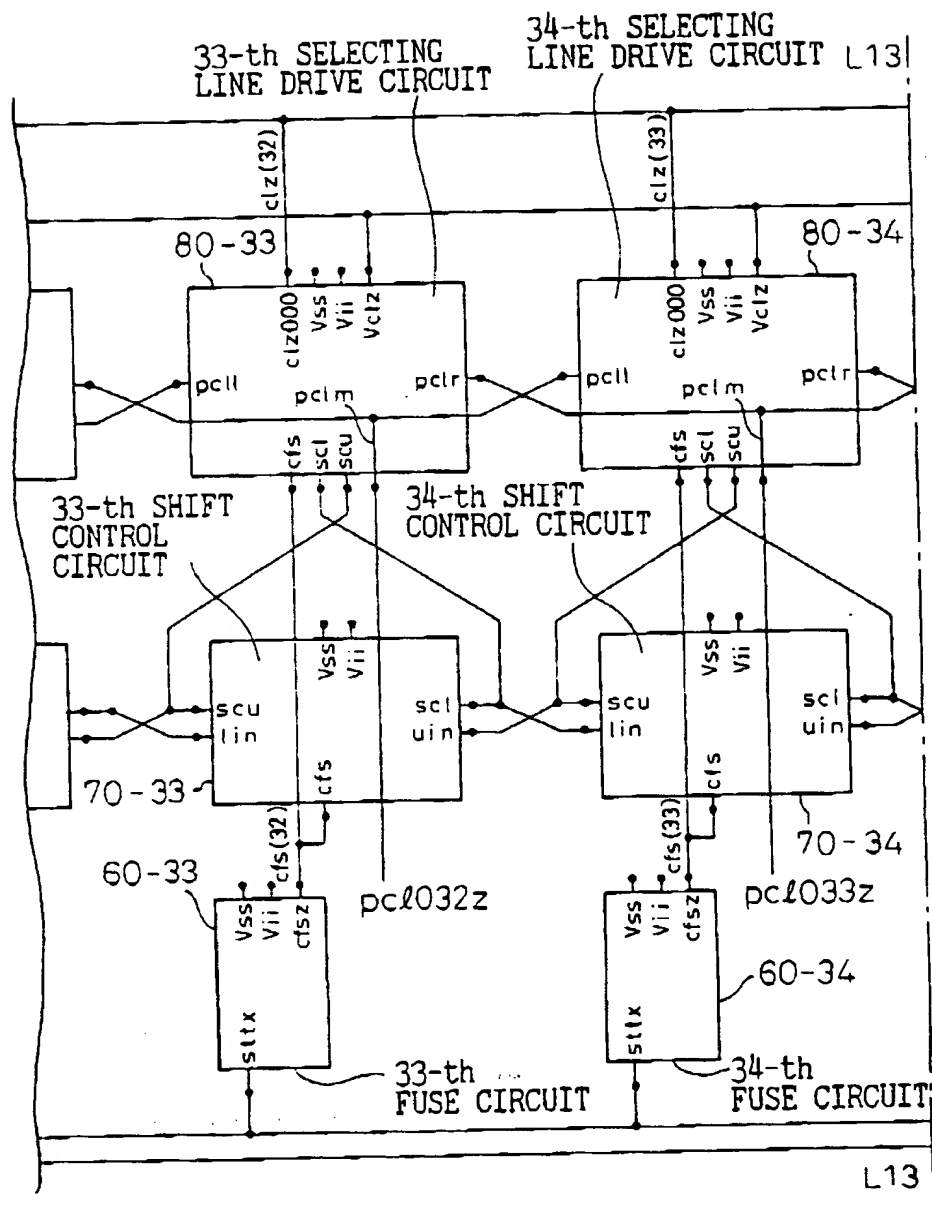 33-th SELECTING
LINE DRIVE CIRCUIT
34-th SELECTING
LINE DRIVE CIRCUIT
L13
clz(32)
clz(33)
80-33
80-34
clz000
Vss
Vii
Vclz
clz000
Vss
Vii
Vclz
pcll
pclr
pcll
pclr
pclm
pclm
cfs
scl
scu
cfs
scl
scu
33-th SHIFT
CONTROL
CIRCUIT
34-th SHIFT
CONTROL CIRCUIT
Vss
Vii
Vss
Vii
scu
lin
scl
uin
scu
lin
scl
uin
cfs
cfs
70-33
70-34
cfs(32)
cfs(33)
60-33
pcl032z
pcl033z
Vss
Vii
cfsz
Vss
Vii
cfsz
60-34
sttx
sttx
33-th
FUSE CIRCUIT
34-th
FUSE CIRCUIT
L13